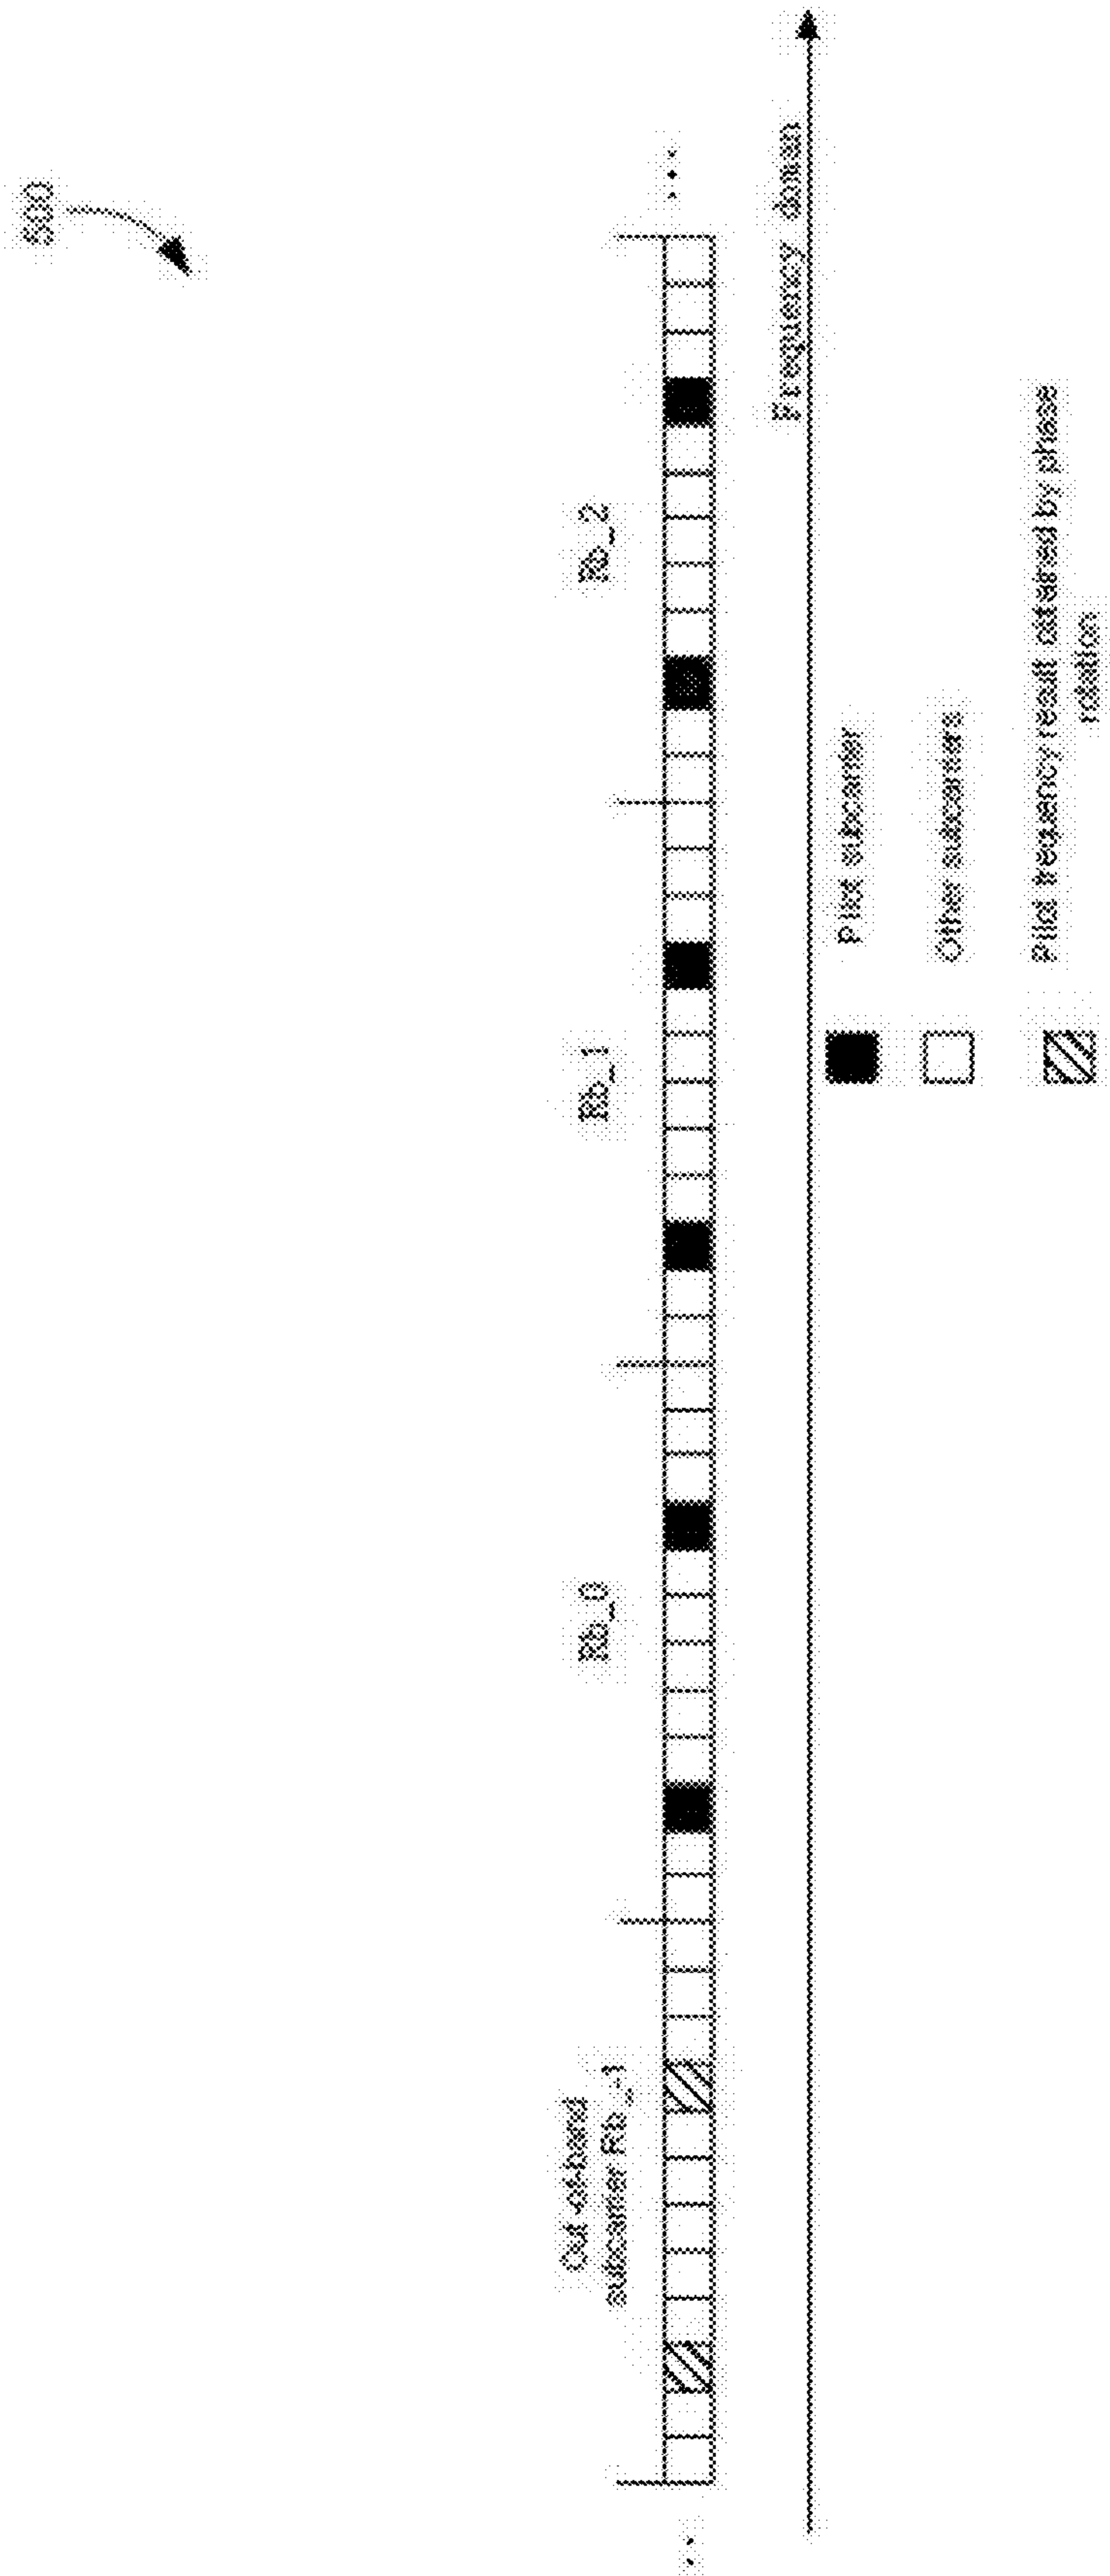 500
Out-of-band
subcarrier Rb_-1
Rb_0
Rb_1
Rb_2
...
...
Frequency domain
Pilot subcarrier
Other subcarriers
Pilot frequency result obtained by phase
rotation